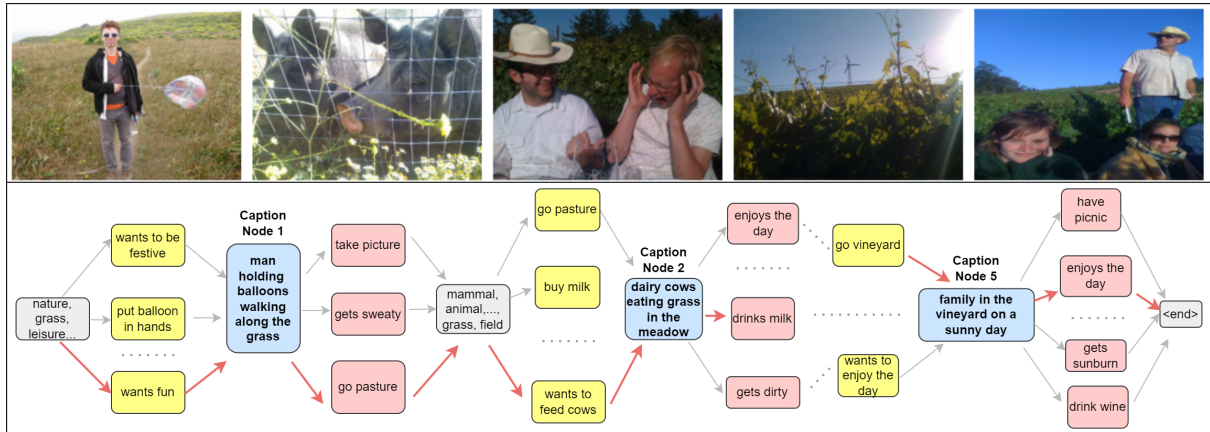 nature,
grass,
leisure...
wants to be
festive
put balloon
in hands
wants fun
Caption
Node 1
man
holding
balloons
walking
along the
grass
take picture
gets sweaty
go pasture
mammal,
animal,...,
grass, field
go pasture
buy milk
wants to
feed cows
Caption
Node 2
dairy cows
eating grass
in the
meadow
enjoys the
day
drinks milk
gets dirty
go vineyard
wants to
enjoy the
day
Caption
Node 5
family in the
vineyard on a
sunny day
have
picnic
enjoys the
day
gets
sunburn
drink wine
<end>